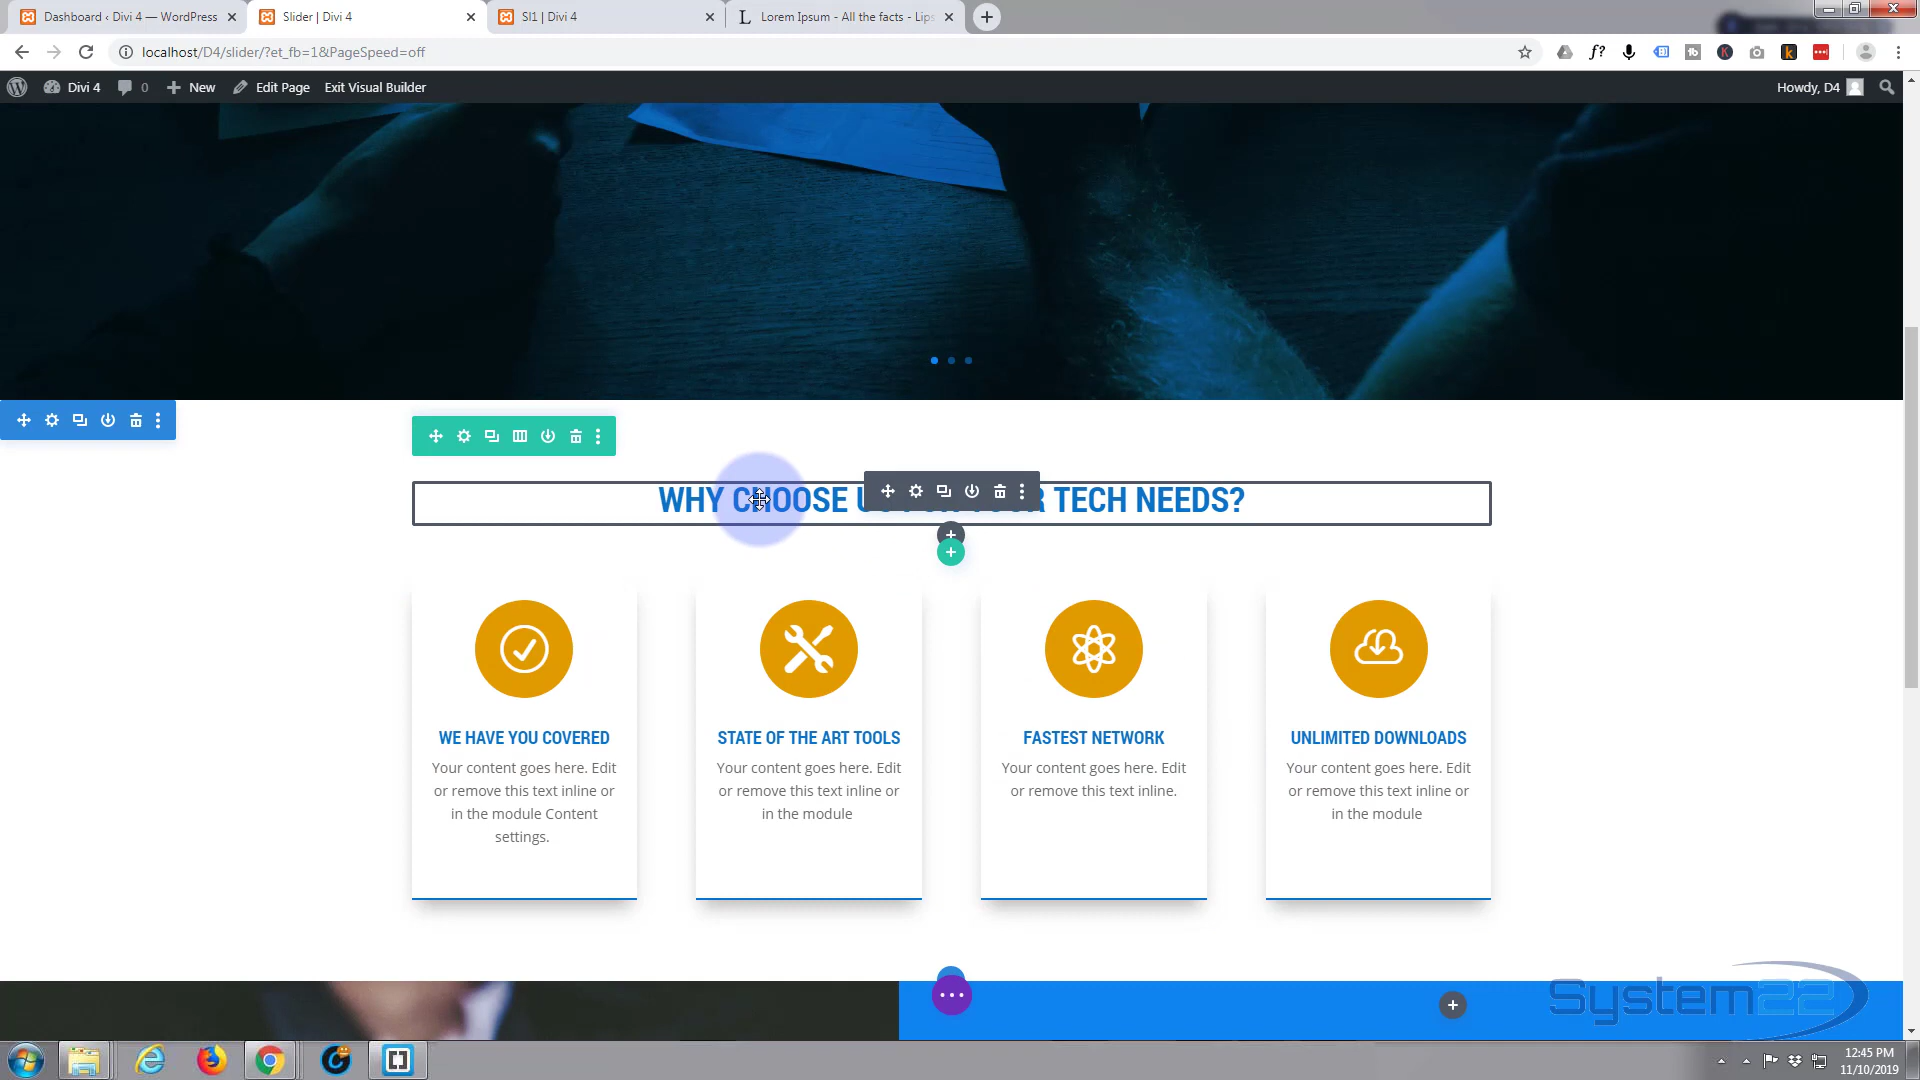 Dashboard ‹ Divi 4 — WordPress
Slider | Divi 4
Sl1 | Divi 4
Lorem Ipsum - All the facts - Lips
localhost/D4/slider/?et_fb=1&PageSpeed=off
Divi 4
0
New
Edit Page
Exit Visual Builder
Howdy, D4
WHY CHOOSE U R TECH NEEDS?
WE HAVE YOU COVERED
Your content goes here. Edit
or remove this text inline or
in the module Content
settings.
STATE OF THE ART TOOLS
Your content goes here. Edit
or remove this text inline or
in the module
FASTEST NETWORK
Your content goes here. Edit
or remove this text inline.
UNLIMITED DOWNLOADS
Your content goes here. Edit
or remove this text inline or
in the module
System22
12:45 PM
11/10/2019